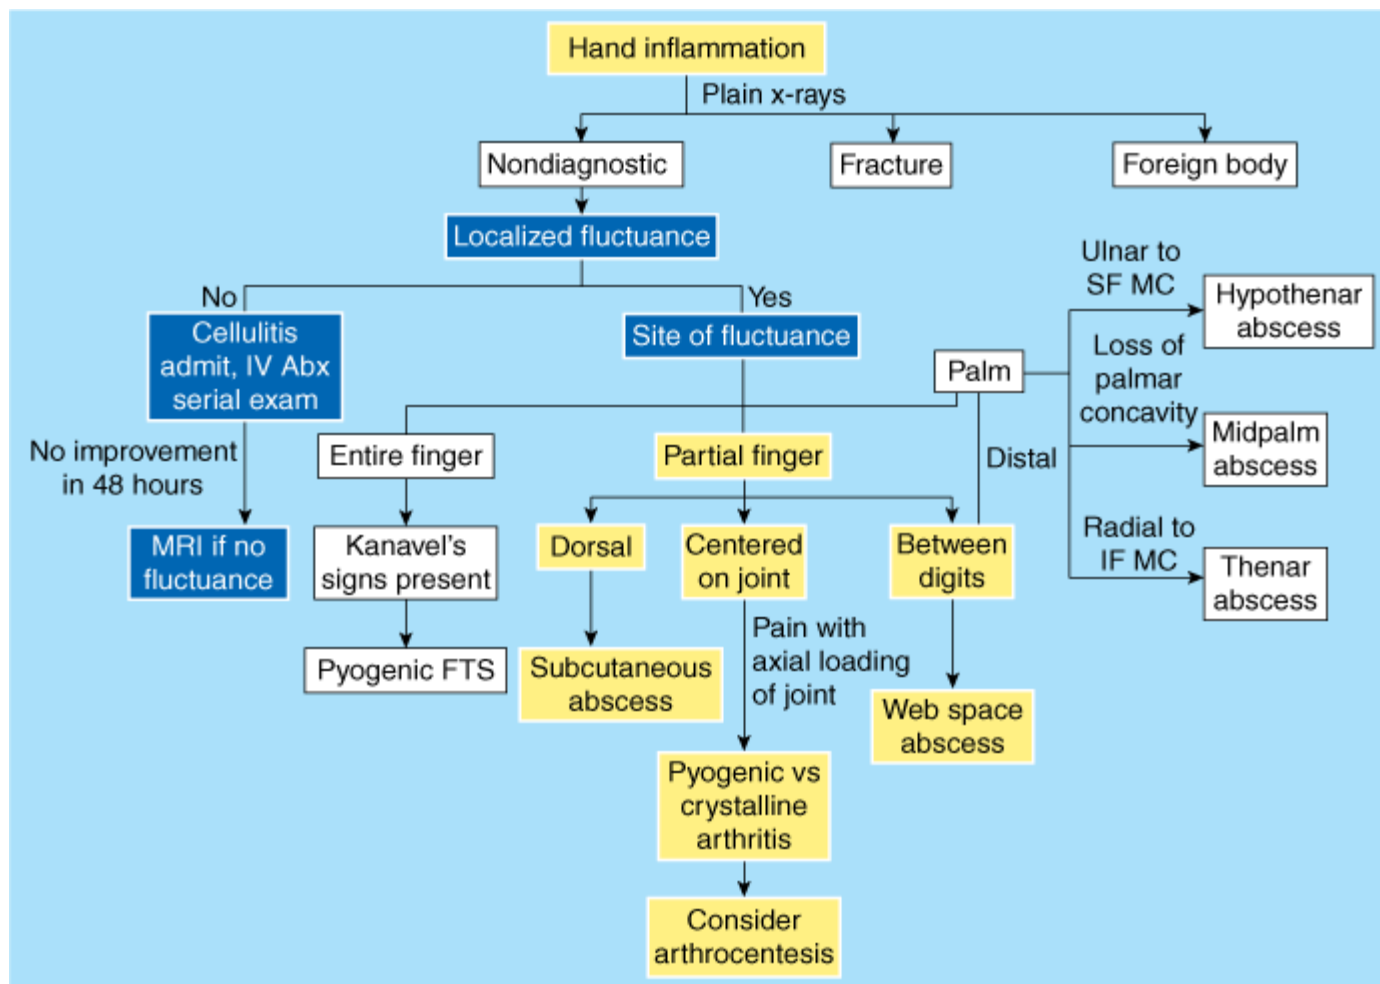 Hand inflammation
Plain x-rays
Nondiagnostic
Fracture
Foreign body
Localized fluctuance
No
Yes
Cellulitis
admit, IV Abx
serial exam
Site of fluctuance
Palm
Ulnar to
SF MC
Hypothenar
abscess
Loss of
palmar
concavity
Midpalm
abscess
Radial to
IF MC
Thenar
abscess
Distal
No improvement
in 48 hours
MRI if no
fluctuance
Entire finger
Kanavel's
signs present
Pyogenic FTS
Partial finger
Dorsal
Subcutaneous
abscess
Centered
on joint
Pain with
axial loading
of joint
Pyogenic vs
crystalline
arthritis
Consider
arthrocentesis
Between
digits
Web space
abscess